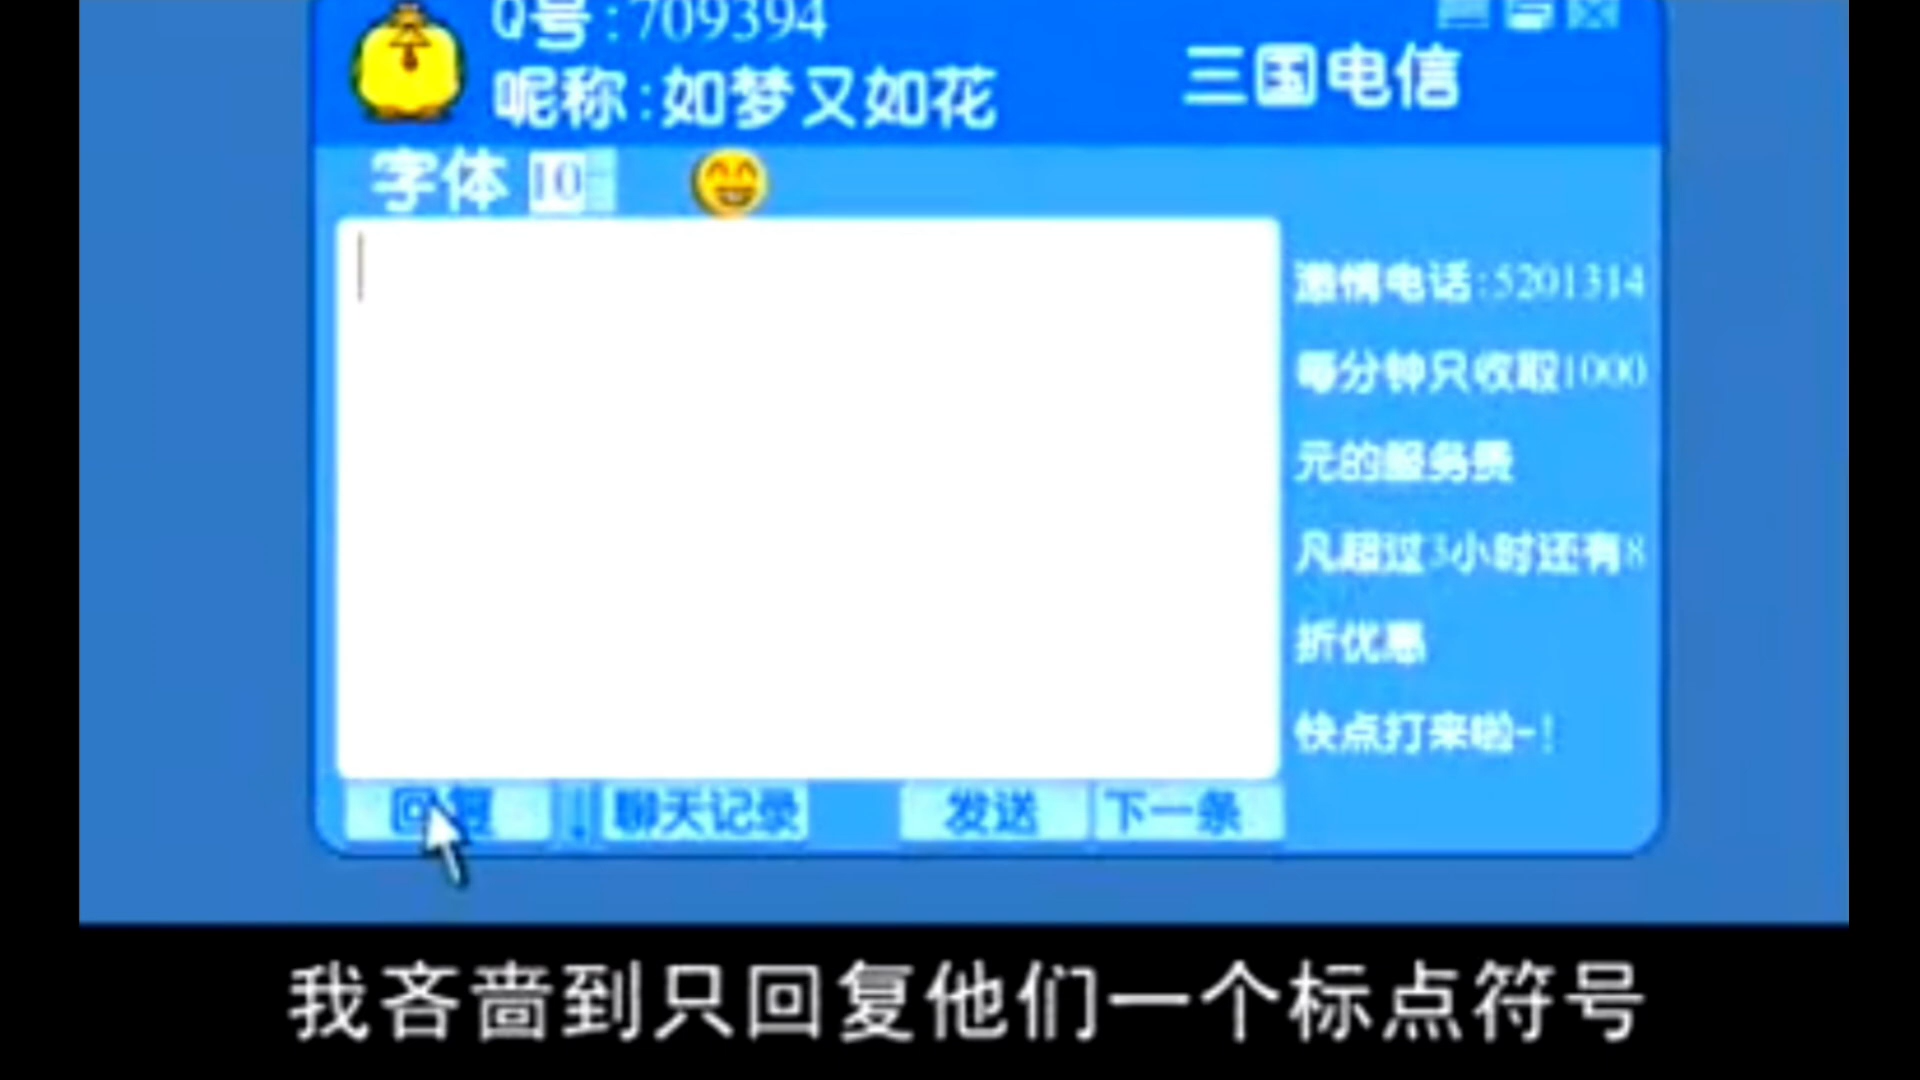 Q号:709394
昵称:如梦又如花
三国电信
字体 10
激情电话:5201314
每分钟只收取1000
元的服务费
凡超过3小时还有8
折优惠
快点打来啦~!
回复 聊天记录 发送 下一条
我吝啬到只回复他们一个标点符号